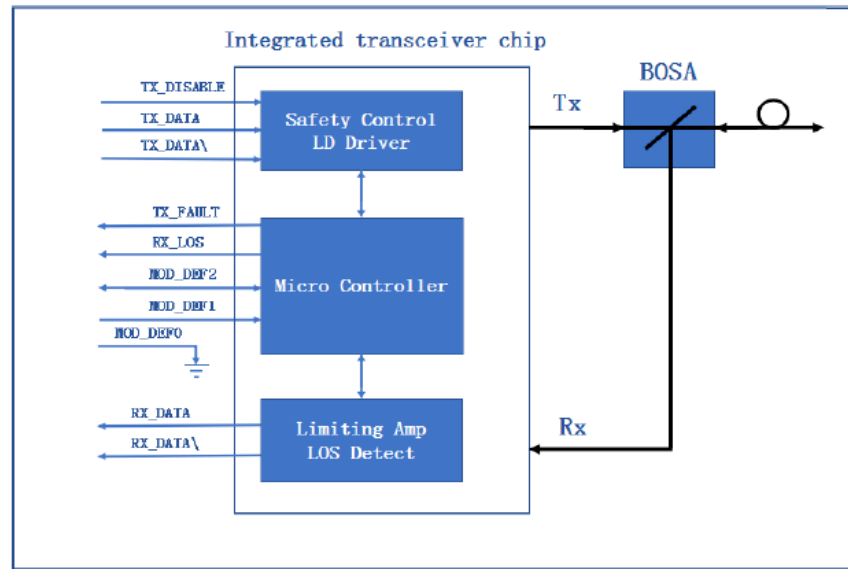 Integrated transceiver chip
BOSA
TX_DISABLE
TX_DATA
TX_DATA\
Safety Control
LD Driver
Tx
TX_FAULT
RX_LOS
MOD_DEF2
MOD_DEF1
MOD_DEF0
Micro Controller
RX_DATA
RX_DATA\
Limiting Amp
LOS Detect
Rx